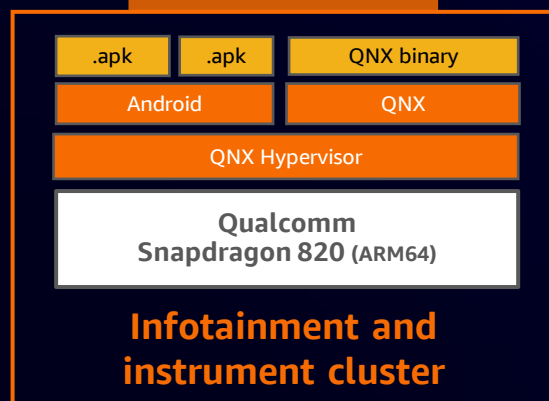 .apk .apk QNX binary
Android QNX
QNX Hypervisor
Qualcomm
Snapdragon 820 (ARM64)
Infotainment and
instrument cluster